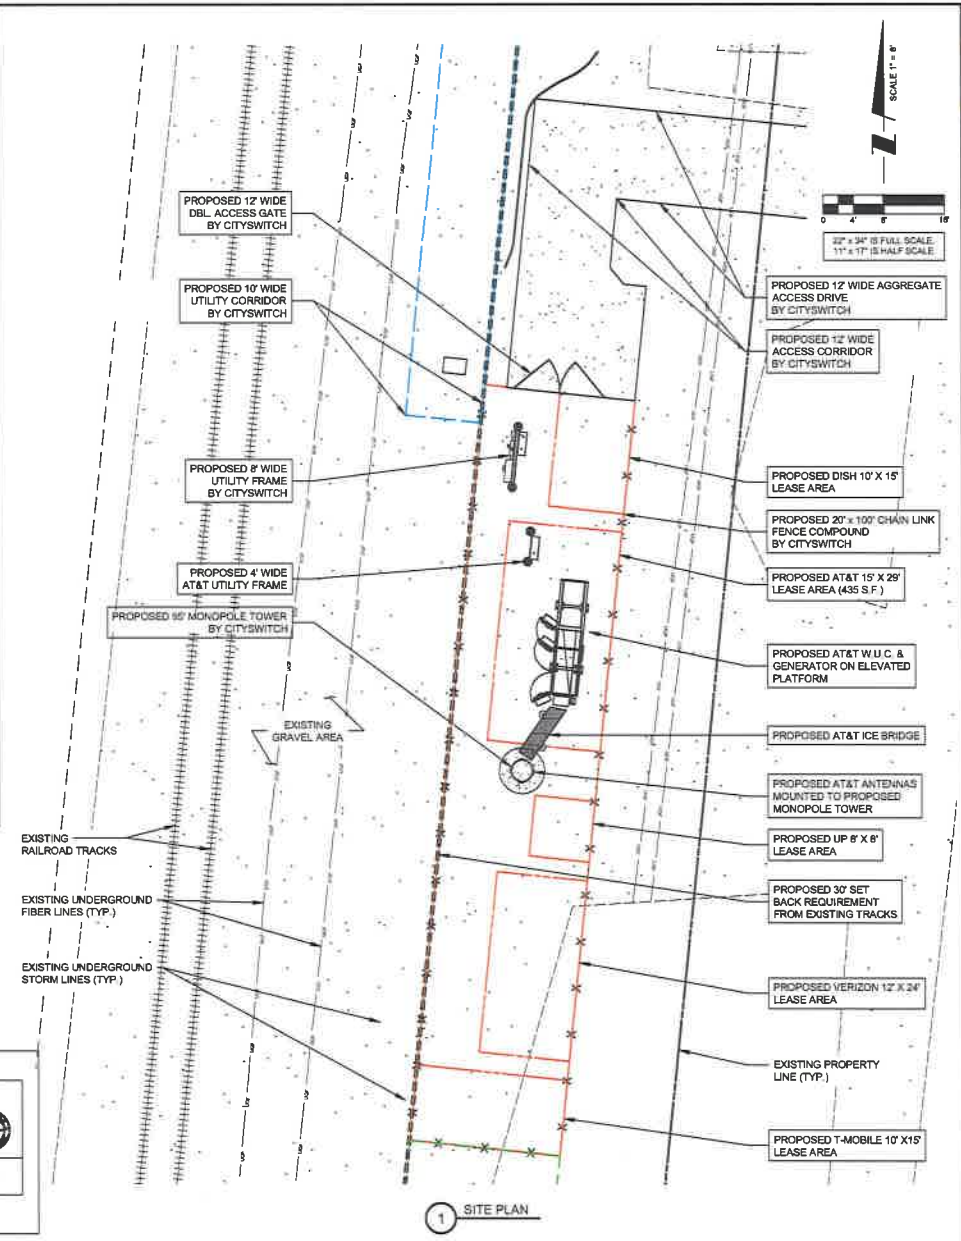 SCALE 1" = 8'
0 4' 8' 16'
22" x 34" IS FULL SCALE.
11" x 17" IS HALF SCALE
PROPOSED 12' WIDE
DBL. ACCESS GATE
BY CITYSWITCH
PROPOSED 10' WIDE
UTILITY CORRIDOR
BY CITYSWITCH
PROPOSED 8' WIDE
UTILITY FRAME
BY CITYSWITCH
PROPOSED 4' WIDE
AT&T UTILITY FRAME
PROPOSED MONOPOLE TOWER
BY CITYSWITCH
EXISTING
GRAVEL AREA
EXISTING
RAILROAD TRACKS
EXISTING UNDERGROUND
FIBER LINES (TYP.)
EXISTING UNDERGROUND
STORM LINES (TYP.)
PROPOSED 12' WIDE AGGREGATE
ACCESS DRIVE
BY CITYSWITCH
PROPOSED 12' WIDE
ACCESS CORRIDOR
BY CITYSWITCH
PROPOSED DISH 10' X 15'
LEASE AREA
PROPOSED 20' x 100' CHAIN LINK
FENCE COMPOUND
BY CITYSWITCH
PROPOSED AT&T 15' X 29'
LEASE AREA (435 S.F.)
PROPOSED AT&T W.U.C. &
GENERATOR ON ELEVATED
PLATFORM
PROPOSED AT&T ICE BRIDGE
PROPOSED AT&T ANTENNAS
MOUNTED TO PROPOSED
MONOPOLE TOWER
PROPOSED UP 8' X 8'
LEASE AREA
PROPOSED 30' SET
BACK REQUIREMENT
FROM EXISTING TRACKS
PROPOSED VERIZON 12' X 24'
LEASE AREA
EXISTING PROPERTY
LINE (TYP.)
PROPOSED T-MOBILE 10' X15'
LEASE AREA
1 SITE PLAN